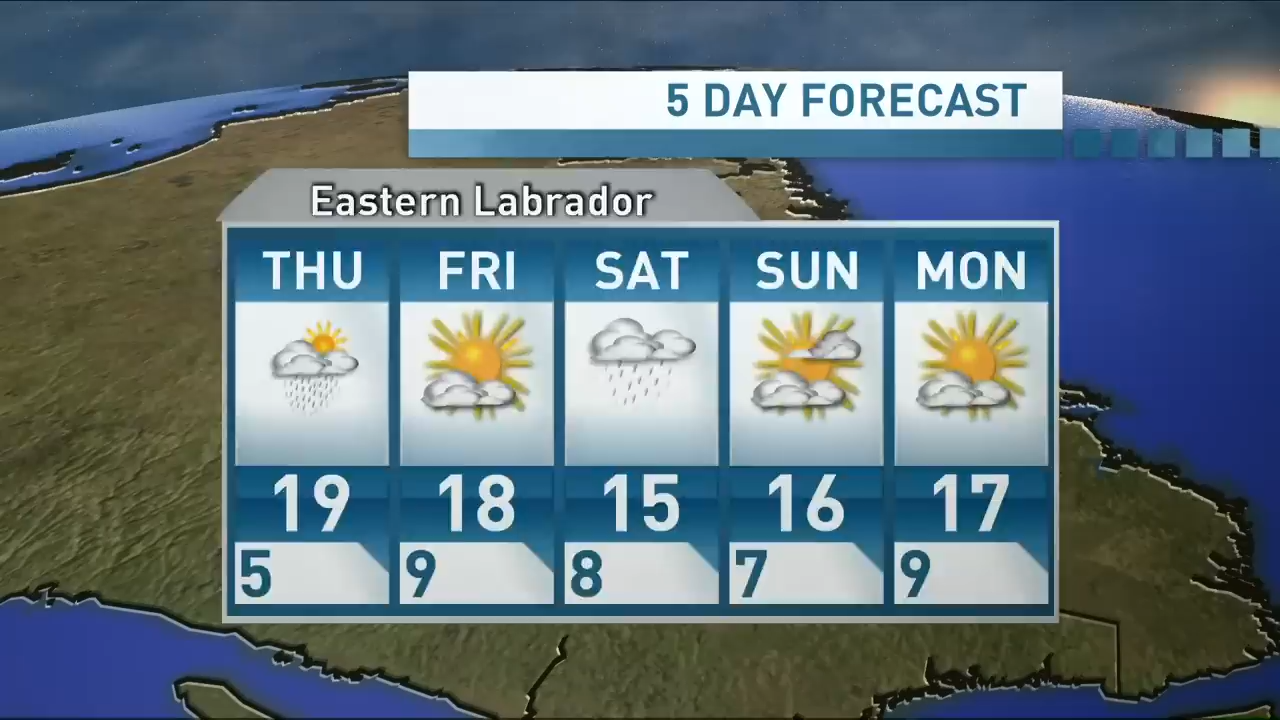 5 DAY FORECAST
Eastern Labrador
THU FRI SAT SUN MON
19 18 15 16 17
5 9 8 7 9